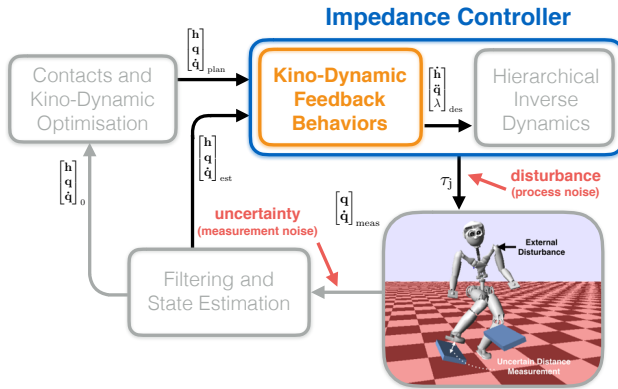 Impedance Controller
Contacts and
Kino-Dynamic
Optimisation
[h q q̇]plan
Kino-Dynamic
Feedback
Behaviors
[ḣ q̈ λ]des
Hierarchical
Inverse
Dynamics
[h q q̇]est
[h q q̇]0
τj
disturbance
(process noise)
[q q̇]meas
uncertainty
(measurement noise)
Filtering and
State Estimation
External
Disturbance
Uncertain Distance
Measurement